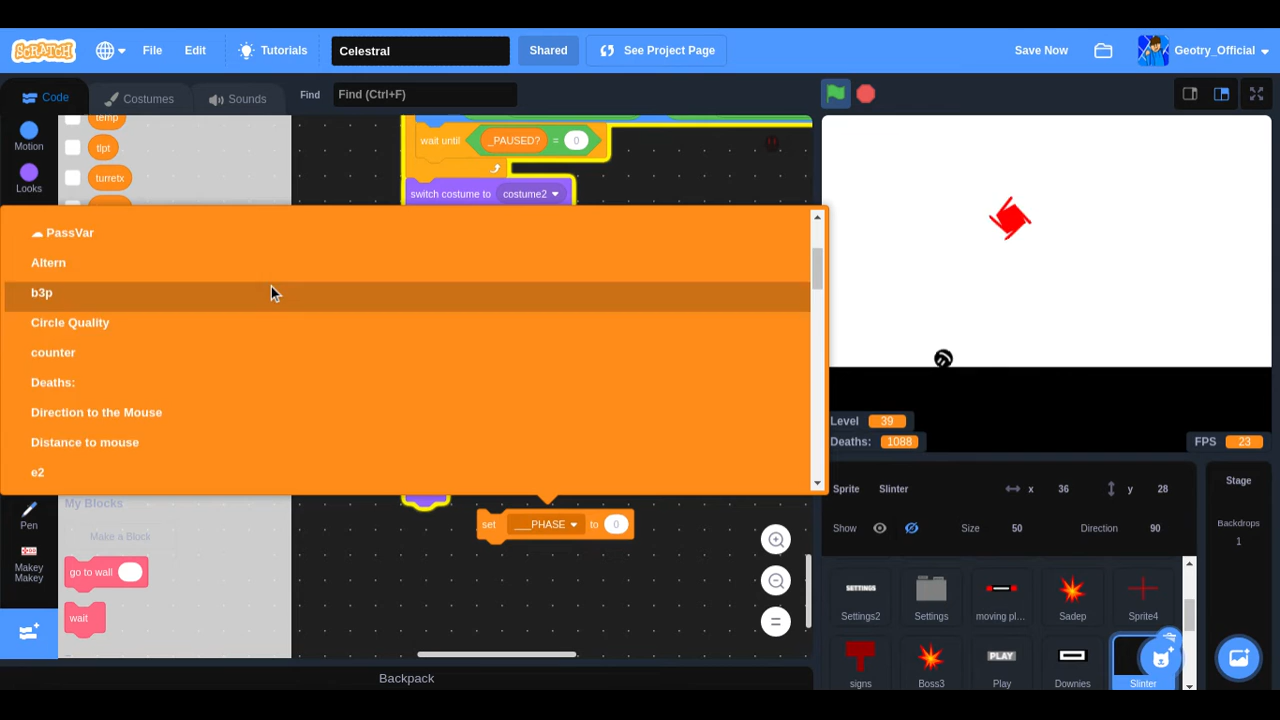 SCRATCH
File
Edit
Tutorials
Celestral
Shared
See Project Page
Save Now
Geotry_Official
Code
Costumes
Sounds
Find
Find (Ctrl+F)
Motion
Looks
temp
tlpt
turretx
wait until _PAUSED? = 0
switch costume to costume2
☁ PassVar
Altern
b3p
Circle Quality
counter
Deaths:
Direction to the Mouse
Distance to mouse
e2
My Blocks
Make a Block
Pen
Makey
Makey
go to wall
wait
set ___PHASE to 0
Backpack
Level 39
Deaths: 1088
FPS 23
Sprite Slinter x 36 y 28
Show Size 50 Direction 90
Stage
Backdrops
1
SETTINGS
Settings2
Settings
moving pl...
Sadep
Sprite4
PLAY
signs
Boss3
Play
Downies
Slinter